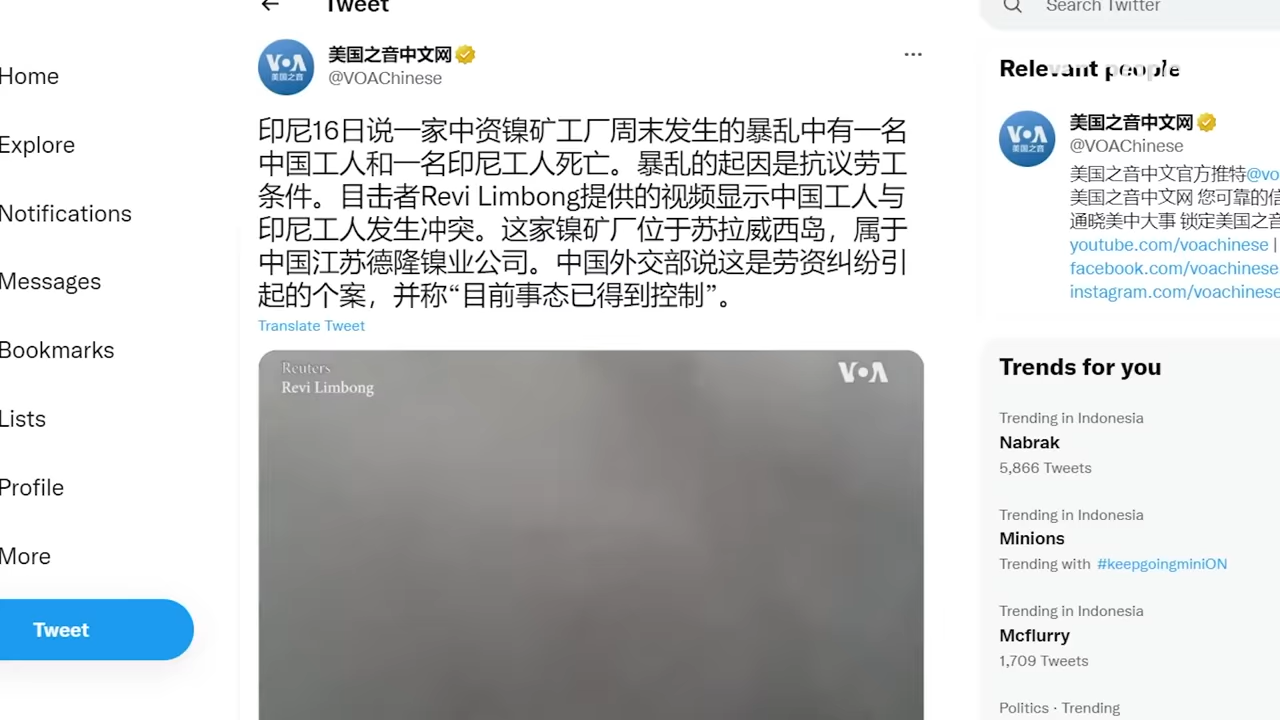 Tweet
Search Twitter
VOA
美国之音
美国之音中文网
@VOAChinese
Relevant people
Home
Explore
Notifications
Messages
Bookmarks
Lists
Profile
More
Tweet
印尼16日说一家中资镍矿工厂周末发生的暴乱中有一名
中国工人和一名印尼工人死亡。暴乱的起因是抗议劳工
条件。目击者Revi Limbong提供的视频显示中国工人与
印尼工人发生冲突。这家镍矿厂位于苏拉威西岛，属于
中国江苏德隆镍业公司。中国外交部说这是劳资纠纷引
起的个案，并称“目前事态已得到控制”。
Translate Tweet
Reuters
Revi Limbong
VOA
VOA
美国之音
美国之音中文网
@VOAChinese
美国之音中文官方推特@vo
美国之音中文网 您可靠的信
通晓美中大事 锁定美国之音
youtube.com/voachinese |
facebook.com/voachinese
instagram.com/voachinese
Trends for you
Trending in Indonesia
Nabrak
5,866 Tweets
Trending in Indonesia
Minions
Trending with #keepgoingminiON
Trending in Indonesia
Mcflurry
1,709 Tweets
Politics · Trending